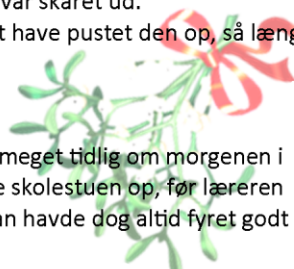 var skåret ud.
t have pustet den op, så læng
meget tidlig om morgenen i
e skolestuen op, før læreren
an havde dog altid fyret godt